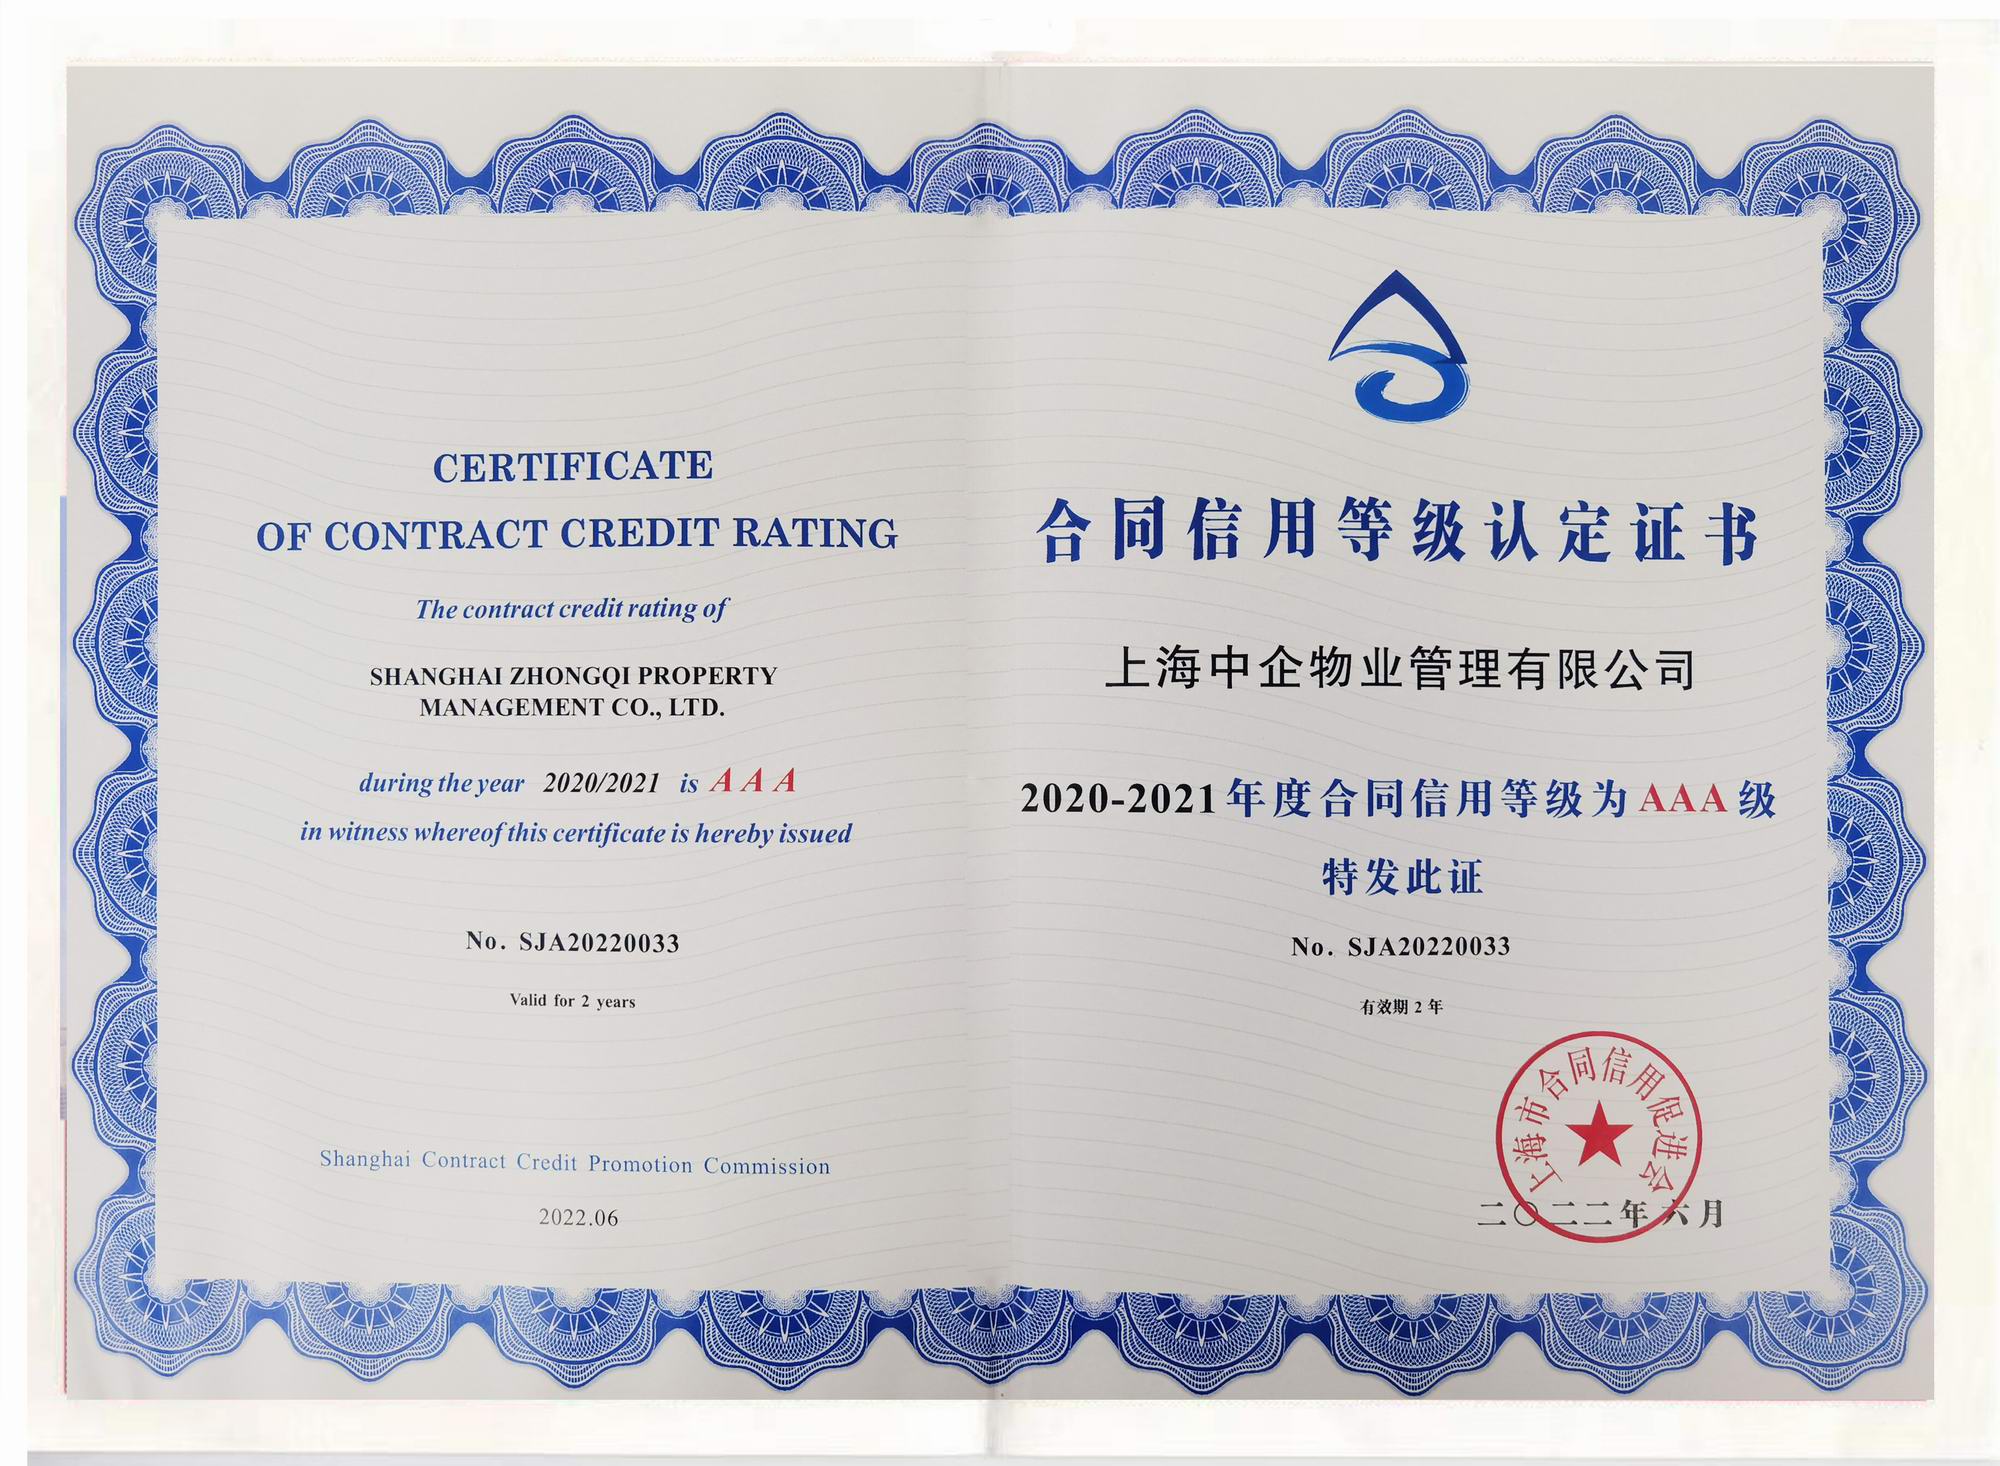 CERTIFICATE
OF CONTRACT CREDIT RATING
The contract credit rating of
SHANGHAI ZHONGQI PROPERTY
MANAGEMENT CO., LTD.
during the year 2020/2021 is A A A
in witness whereof this certificate is hereby issued
No. SJA20220033
Valid for 2 years
Shanghai Contract Credit Promotion Commission
2022.06
合同信用等级认定证书
上海中企物业管理有限公司
2020-2021年度合同信用等级为AAA级
特发此证
No. SJA20220033
有效期 2 年
上海市合同信用促进会
二〇二二年六月